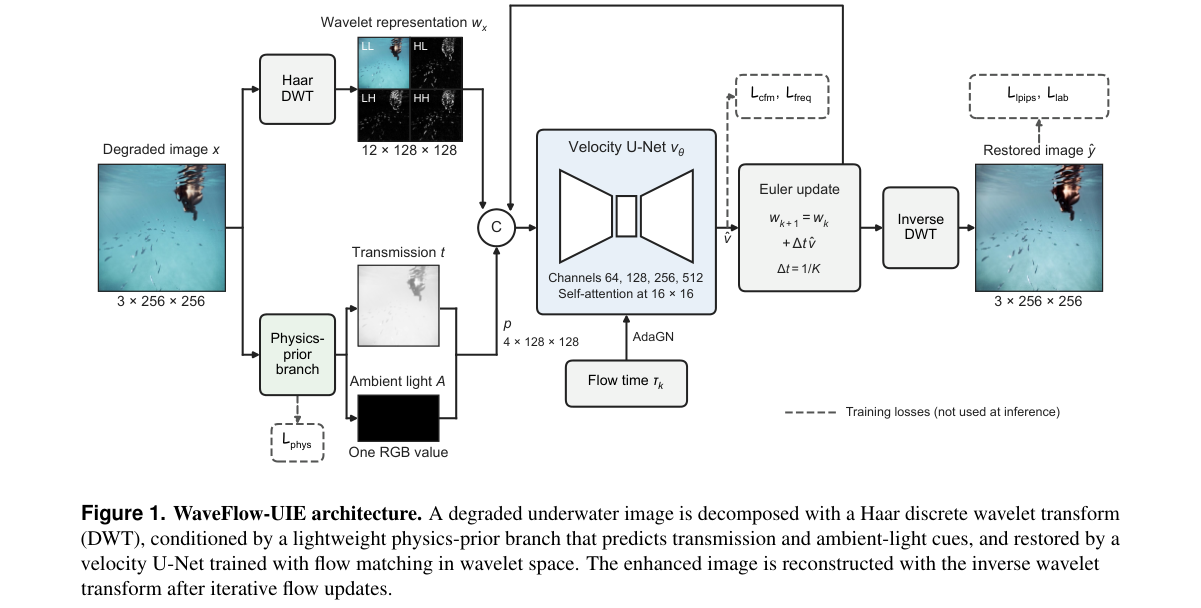 Wavelet representation w_x
LL
HL
LH
HH
12 × 128 × 128
Haar
DWT
Degraded image x
3 × 256 × 256
Physics-
prior
branch
L_phys
Transmission t
Ambient light A
One RGB value
p
4 × 128 × 128
C
Velocity U-Net v_θ
Channels 64, 128, 256, 512
Self-attention at 16 × 16
AdaGN
Flow time τ_k
v̂
L_cfm, L_freq
Euler update
w_{k+1} = w_k
+ Δt v̂
Δt = 1/K
Inverse
DWT
L_lpips, L_lab
Restored image ŷ
3 × 256 × 256
Training losses (not used at inference)
Figure 1. WaveFlow-UIE architecture. A degraded underwater image is decomposed with a Haar discrete wavelet transform
(DWT), conditioned by a lightweight physics-prior branch that predicts transmission and ambient-light cues, and restored by a
velocity U-Net trained with flow matching in wavelet space. The enhanced image is reconstructed with the inverse wavelet
transform after iterative flow updates.